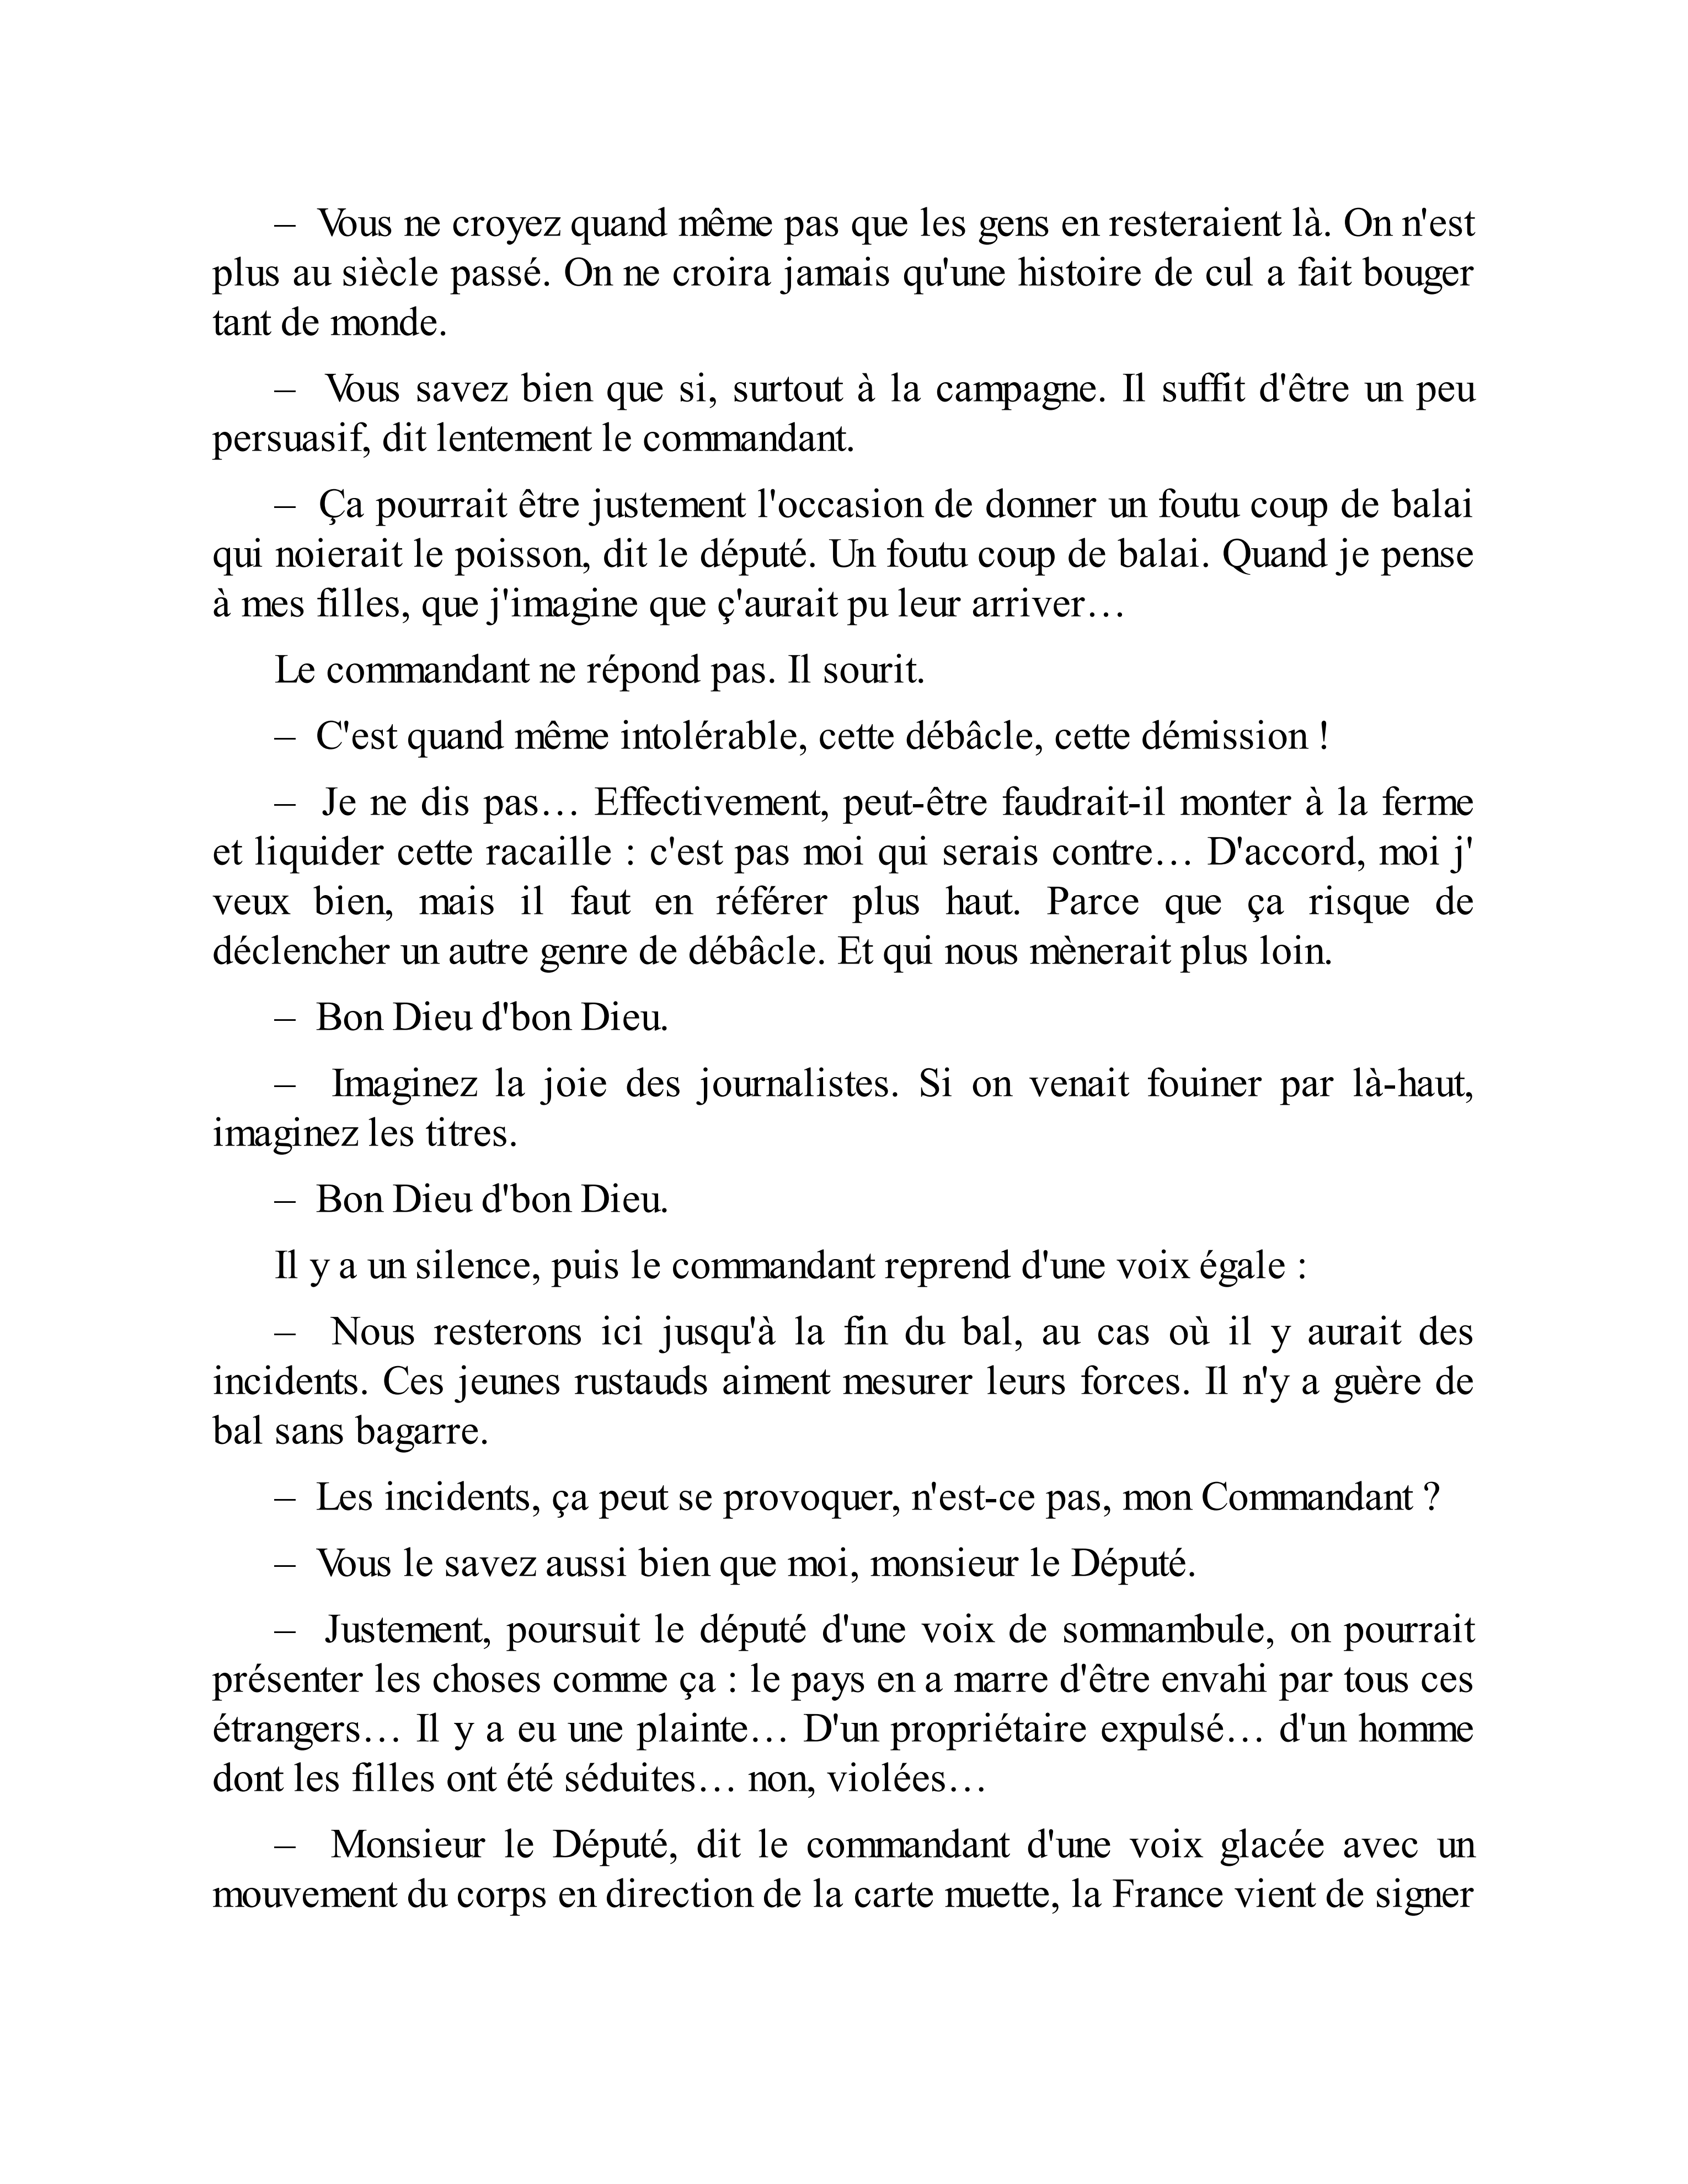 – Vous ne croyez quand même pas que les gens en resteraient là. On n'est
plus au siècle passé. On ne croira jamais qu'une histoire de cul a fait bouger
tant de monde.
– Vous savez bien que si, surtout à la campagne. Il suffit d'être un peu
persuasif, dit lentement le commandant.
– Ça pourrait être justement l'occasion de donner un foutu coup de balai
qui noierait le poisson, dit le député. Un foutu coup de balai. Quand je pense
à mes filles, que j'imagine que ç'aurait pu leur arriver…
Le commandant ne répond pas. Il sourit.
– C'est quand même intolérable, cette débâcle, cette démission !
– Je ne dis pas… Effectivement, peut-être faudrait-il monter à la ferme
et liquider cette racaille : c'est pas moi qui serais contre… D'accord, moi j'
veux bien, mais il faut en référer plus haut. Parce que ça risque de
déclencher un autre genre de débâcle. Et qui nous mènerait plus loin.
– Bon Dieu d'bon Dieu.
– Imaginez la joie des journalistes. Si on venait fouiner par là-haut,
imaginez les titres.
– Bon Dieu d'bon Dieu.
Il y a un silence, puis le commandant reprend d'une voix égale :
– Nous resterons ici jusqu'à la fin du bal, au cas où il y aurait des
incidents. Ces jeunes rustauds aiment mesurer leurs forces. Il n'y a guère de
bal sans bagarre.
– Les incidents, ça peut se provoquer, n'est-ce pas, mon Commandant ?
– Vous le savez aussi bien que moi, monsieur le Député.
– Justement, poursuit le député d'une voix de somnambule, on pourrait
présenter les choses comme ça : le pays en a marre d'être envahi par tous ces
étrangers… Il y a eu une plainte… D'un propriétaire expulsé… d'un homme
dont les filles ont été séduites… non, violées…
– Monsieur le Député, dit le commandant d'une voix glacée avec un
mouvement du corps en direction de la carte muette, la France vient de signer